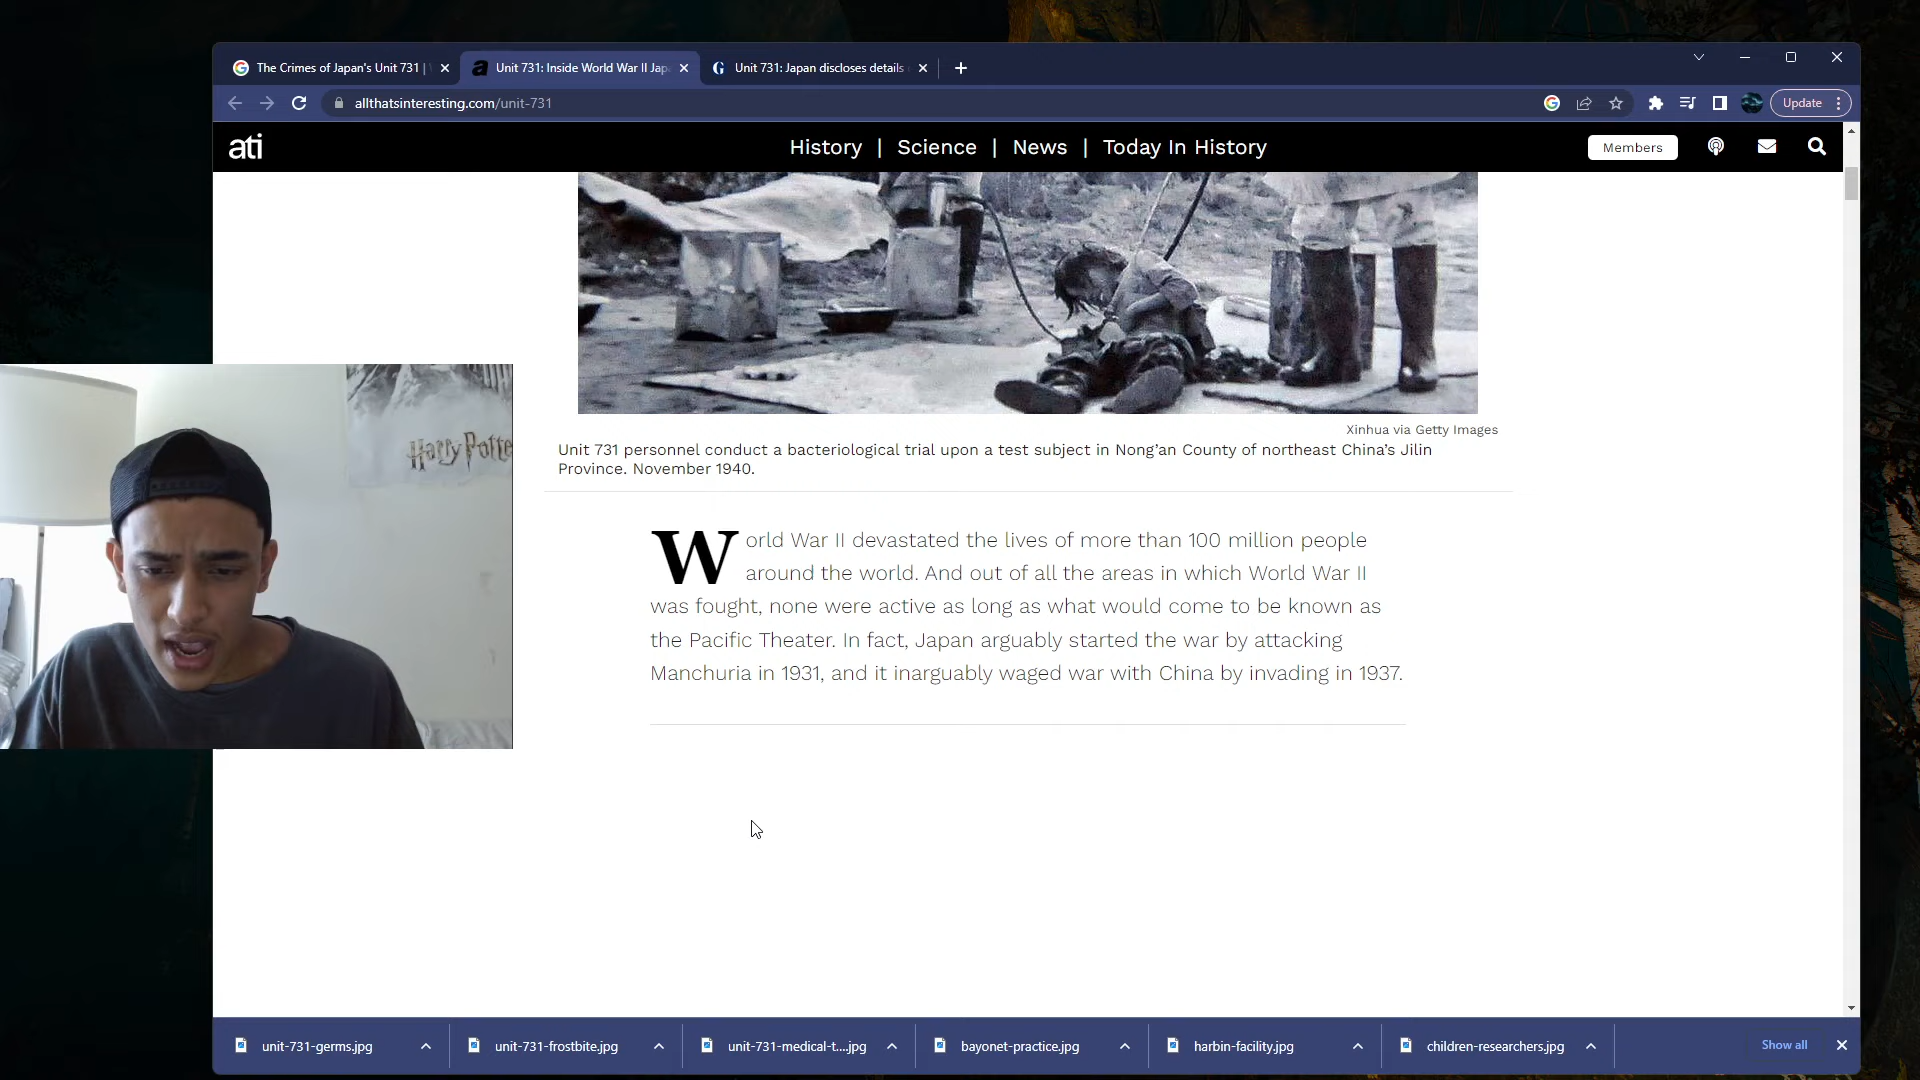 The Crimes of Japan's Unit 731 |
Unit 731: Inside World War II Jap
Unit 731: Japan discloses details
allthatsinteresting.com/unit-731
Update
ati
History | Science | News | Today In History
Members
Xinhua via Getty Images
Unit 731 personnel conduct a bacteriological trial upon a test subject in Nong’an County of northeast China’s Jilin
Province. November 1940.
Harry Potte
World War II devastated the lives of more than 100 million people
around the world. And out of all the areas in which World War II
was fought, none were active as long as what would come to be known as
the Pacific Theater. In fact, Japan arguably started the war by attacking
Manchuria in 1931, and it inarguably waged war with China by invading in 1937.
unit-731-germs.jpg
unit-731-frostbite.jpg
unit-731-medical-t....jpg
bayonet-practice.jpg
harbin-facility.jpg
children-researchers.jpg
Show all